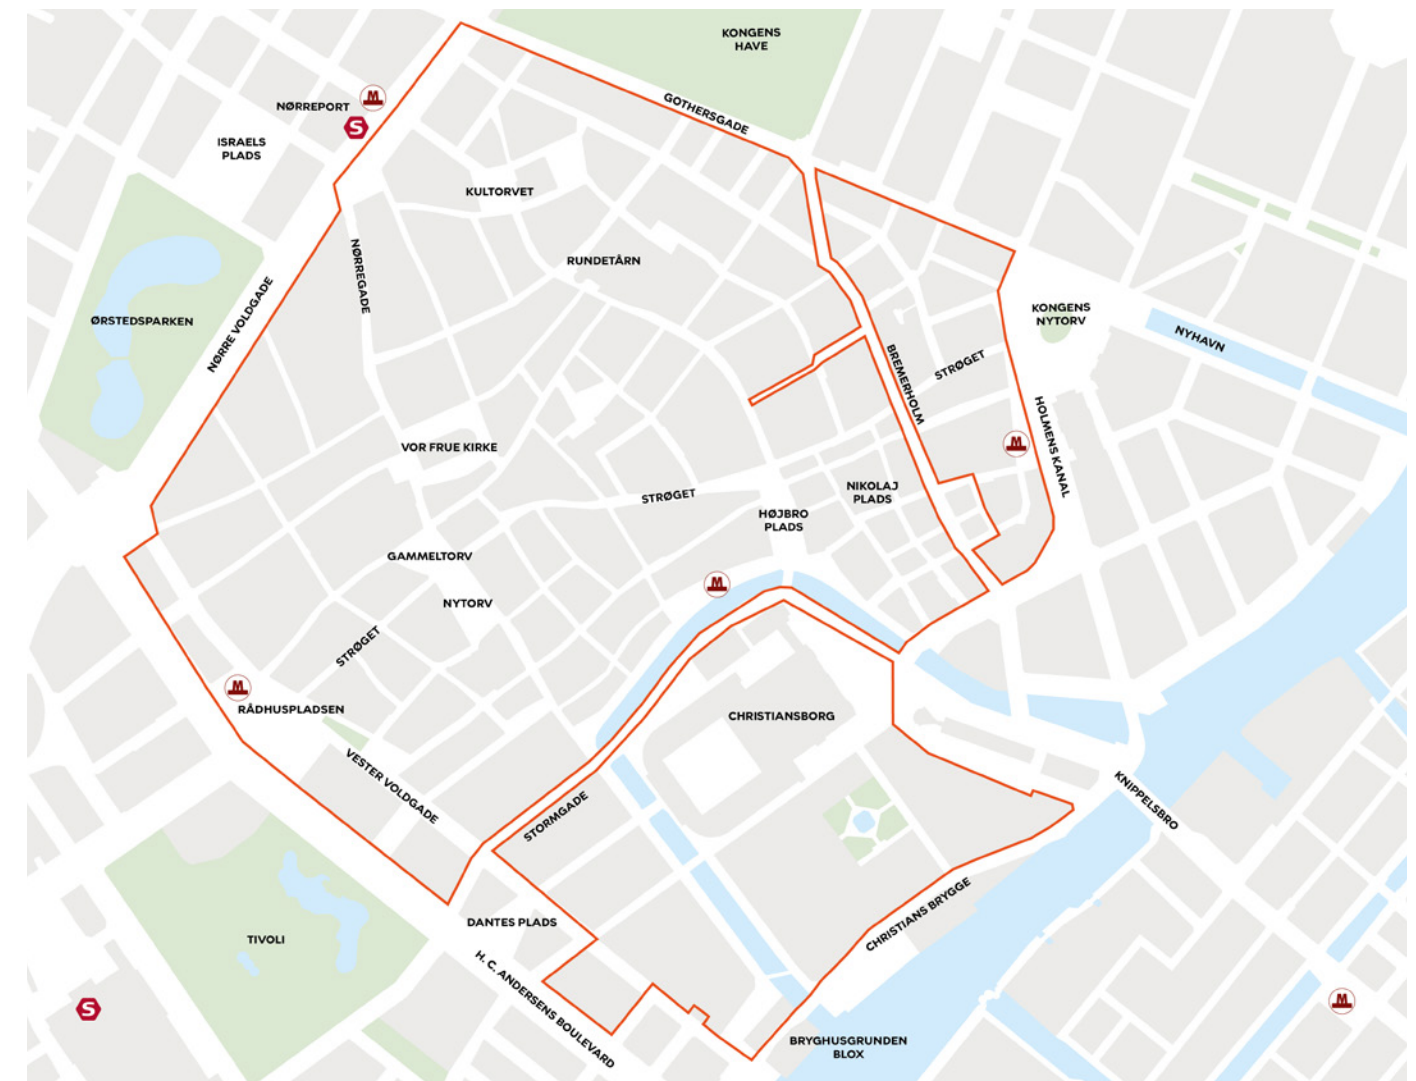 KONGENS
HAVE
GOTHERSGADE
NØRREPORT
M
S
ISRAELS
PLADS
KULTORVET
NØRREGADE
RUNDETÅRN
ØRSTEDSPARKEN
NØRRE VOLDGADE
KONGENS
NYTORV
NYHAVN
BREMERHOLM
STRØGET
HOLMENS KANAL
M
VOR FRUE KIRKE
STRØGET
NIKOLAJ
PLADS
HØJBRO
PLADS
GAMMELTORV
M
NYTORV
STRØGET
M
RÅDHUSPLADSEN
CHRISTIANSBORG
VESTER VOLDGADE
STORMGADE
KNIPPELSBRO
DANTES PLADS
CHRISTIANS BRYGGE
TIVOLI
H. C. ANDERSENS BOULEVARD
S
M
BRYGHUSGRUNDEN
BLOX